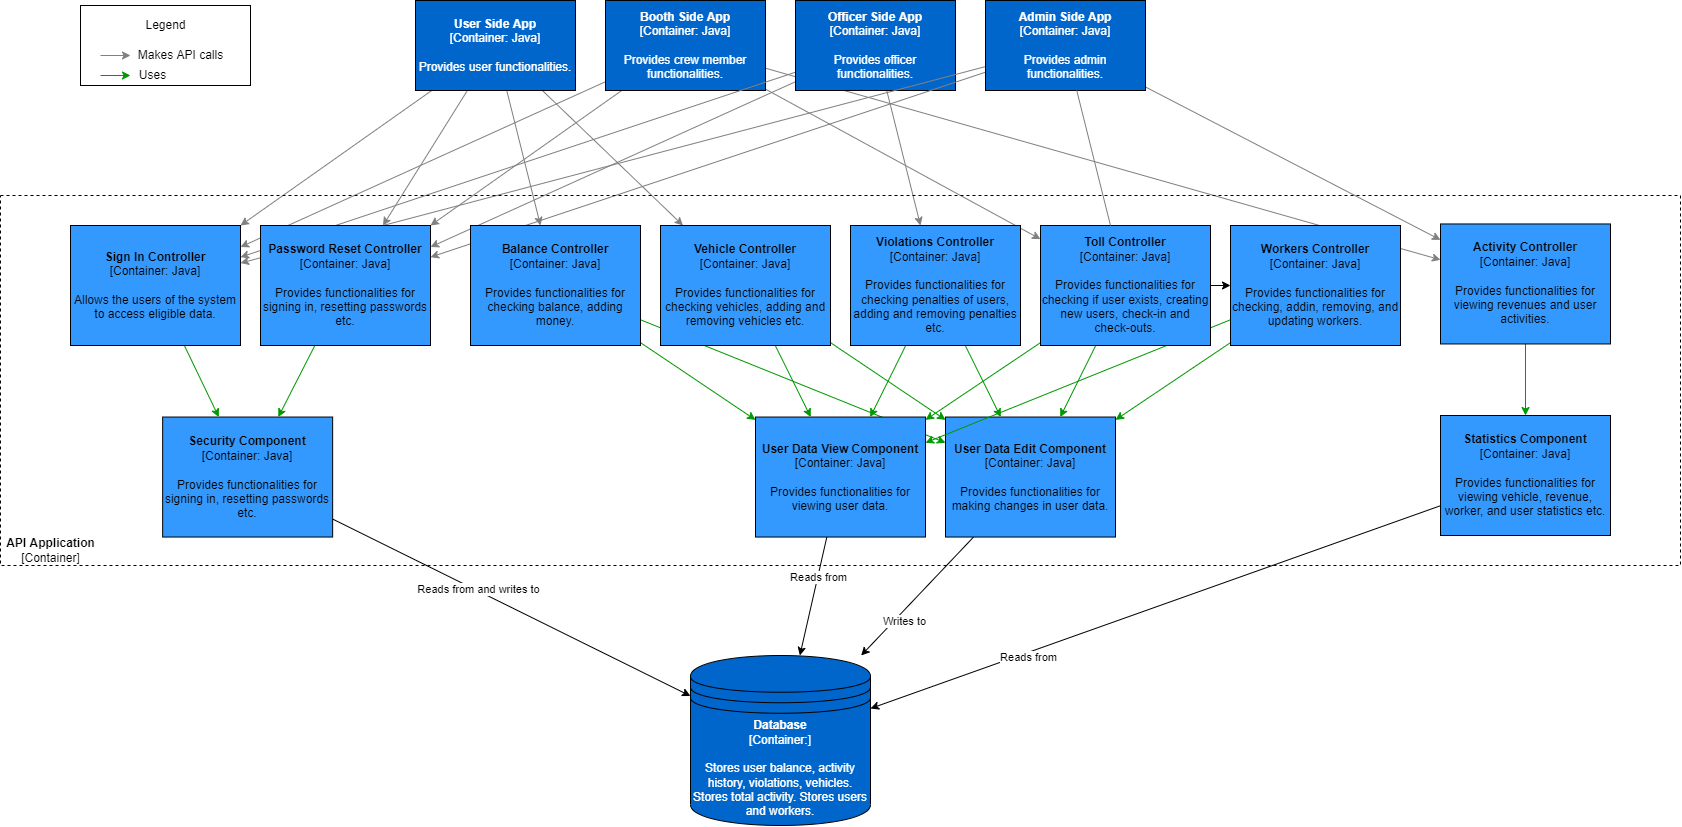 Legend
Makes API calls
Uses
User Side App
[Container: Java]
Provides user functionalities.
Booth Side App
[Container: Java]
Provides crew member
functionalities.
Officer Side App
[Container: Java]
Provides officer
functionalities.
Admin Side App
[Container: Java]
Provides admin
functionalities.
Sign In Controller
[Container: Java]
Allows the users of the system
to access eligible data.
Password Reset Controller
[Container: Java]
Provides functionalities for
signing in, resetting passwords
etc.
Balance Controller
[Container: Java]
Provides functionalities for
checking balance, adding
money.
Vehicle Controller
[Container: Java]
Provides functionalities for
checking vehicles, adding and
removing vehicles etc.
Violations Controller
[Container: Java]
Provides functionalities for
checking penalties of users,
adding and removing penalties
etc.
Toll Controller
[Container: Java]
Provides functionalities for
checking if user exists, creating
new users, check-in and
check-outs.
Workers Controller
[Container: Java]
Provides functionalities for
checking, addin, removing, and
updating workers.
Activity Controller
[Container: Java]
Provides functionalities for
viewing revenues and user
activities.
Security Component
[Container: Java]
Provides functionalities for
signing in, resetting passwords
etc.
User Data View Component
[Container: Java]
Provides functionalities for
viewing user data.
User Data Edit Component
[Container: Java]
Provides functionalities for
making changes in user data.
Statistics Component
[Container: Java]
Provides functionalities for
viewing vehicle, revenue,
worker, and user statistics etc.
API Application
[Container]
Reads from and writes to
Reads from
Writes to
Reads from
Database
[Container:]
Stores user balance, activity
history, violations, vehicles.
Stores total activity. Stores users
and workers.